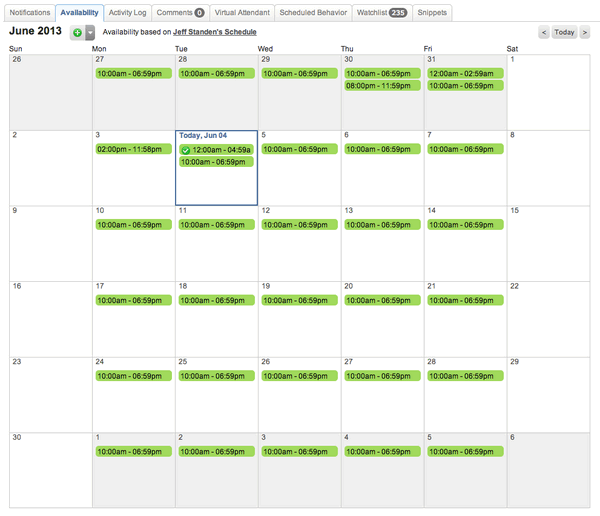 Notifications Availability Activity Log Comments 0 Virtual Attendant Scheduled Behavior Watchlist 235 Snippets
June 2013 Availability based on Jeff Standen's Schedule < Today >
Sun Mon Tue Wed Thu Fri Sat
26 27 28 29 30 31 1
10:00am - 06:59pm 10:00am - 06:59pm 10:00am - 06:59pm 10:00am - 06:59pm 12:00am - 02:59am
08:00pm - 11:59pm 10:00am - 06:59pm
2 3 Today, Jun 04 5 6 7 8
02:00pm - 11:58pm 12:00am - 04:59a 10:00am - 06:59pm 10:00am - 06:59pm 10:00am - 06:59pm
10:00am - 06:59pm
9 10 11 12 13 14 15
10:00am - 06:59pm 10:00am - 06:59pm 10:00am - 06:59pm 10:00am - 06:59pm 10:00am - 06:59pm
16 17 18 19 20 21 22
10:00am - 06:59pm 10:00am - 06:59pm 10:00am - 06:59pm 10:00am - 06:59pm 10:00am - 06:59pm
23 24 25 26 27 28 29
10:00am - 06:59pm 10:00am - 06:59pm 10:00am - 06:59pm 10:00am - 06:59pm 10:00am - 06:59pm
30 1 2 3 4 5 6
10:00am - 06:59pm 10:00am - 06:59pm 10:00am - 06:59pm 10:00am - 06:59pm 10:00am - 06:59pm